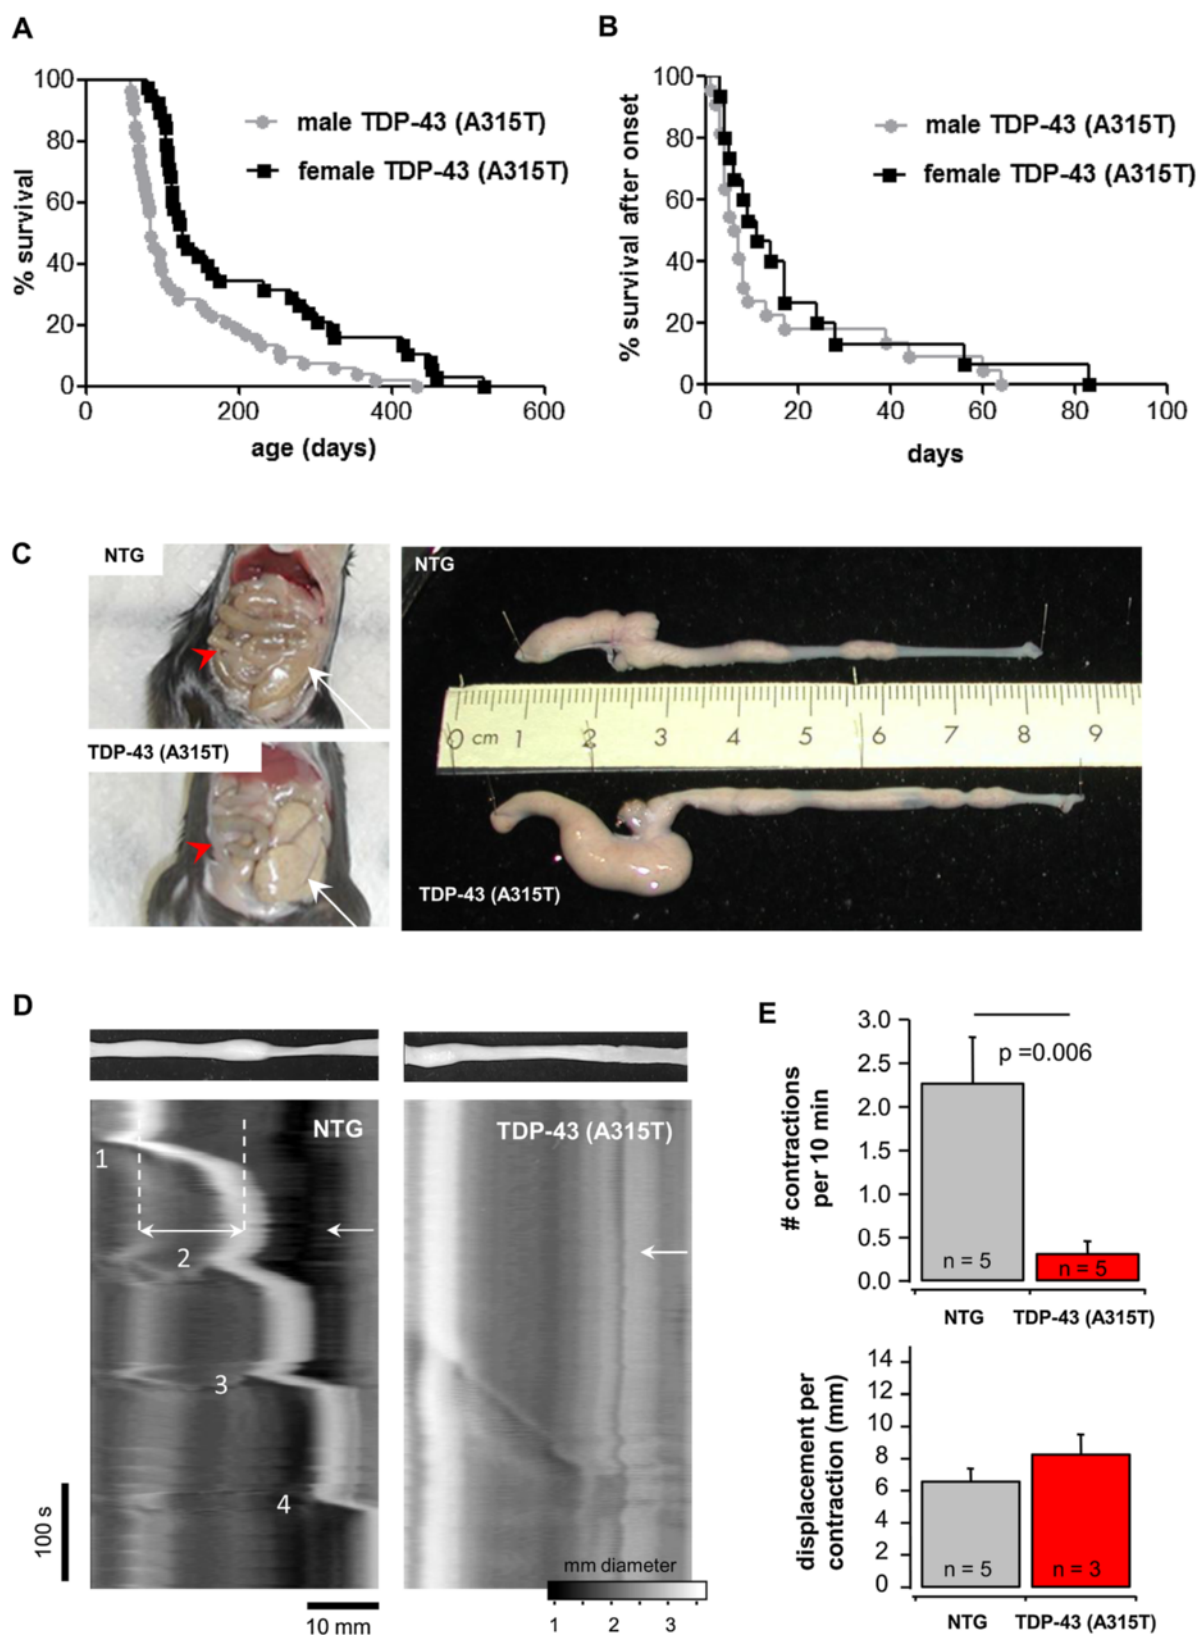 A
B
100
80
60
40
20
0
% survival
male TDP-43 (A315T)
female TDP-43 (A315T)
0 200 400 600
age (days)
100
80
60
40
20
0
% survival after onset
male TDP-43 (A315T)
female TDP-43 (A315T)
0 20 40 60 80 100
days
C
NTG
TDP-43 (A315T)
NTG
0 cm 1 2 3 4 5 6 7 8 9
TDP-43 (A315T)
D
NTG
1
2
3
4
100 s
10 mm
TDP-43 (A315T)
mm diameter
1 2 3
E
3.0
2.5
2.0
1.5
1.0
0.5
0.0
# contractions
per 10 min
p =0.006
n = 5
n = 5
NTG TDP-43 (A315T)
14
12
10
8
6
4
2
0
displacement per
contraction (mm)
n = 5
n = 3
NTG TDP-43 (A315T)